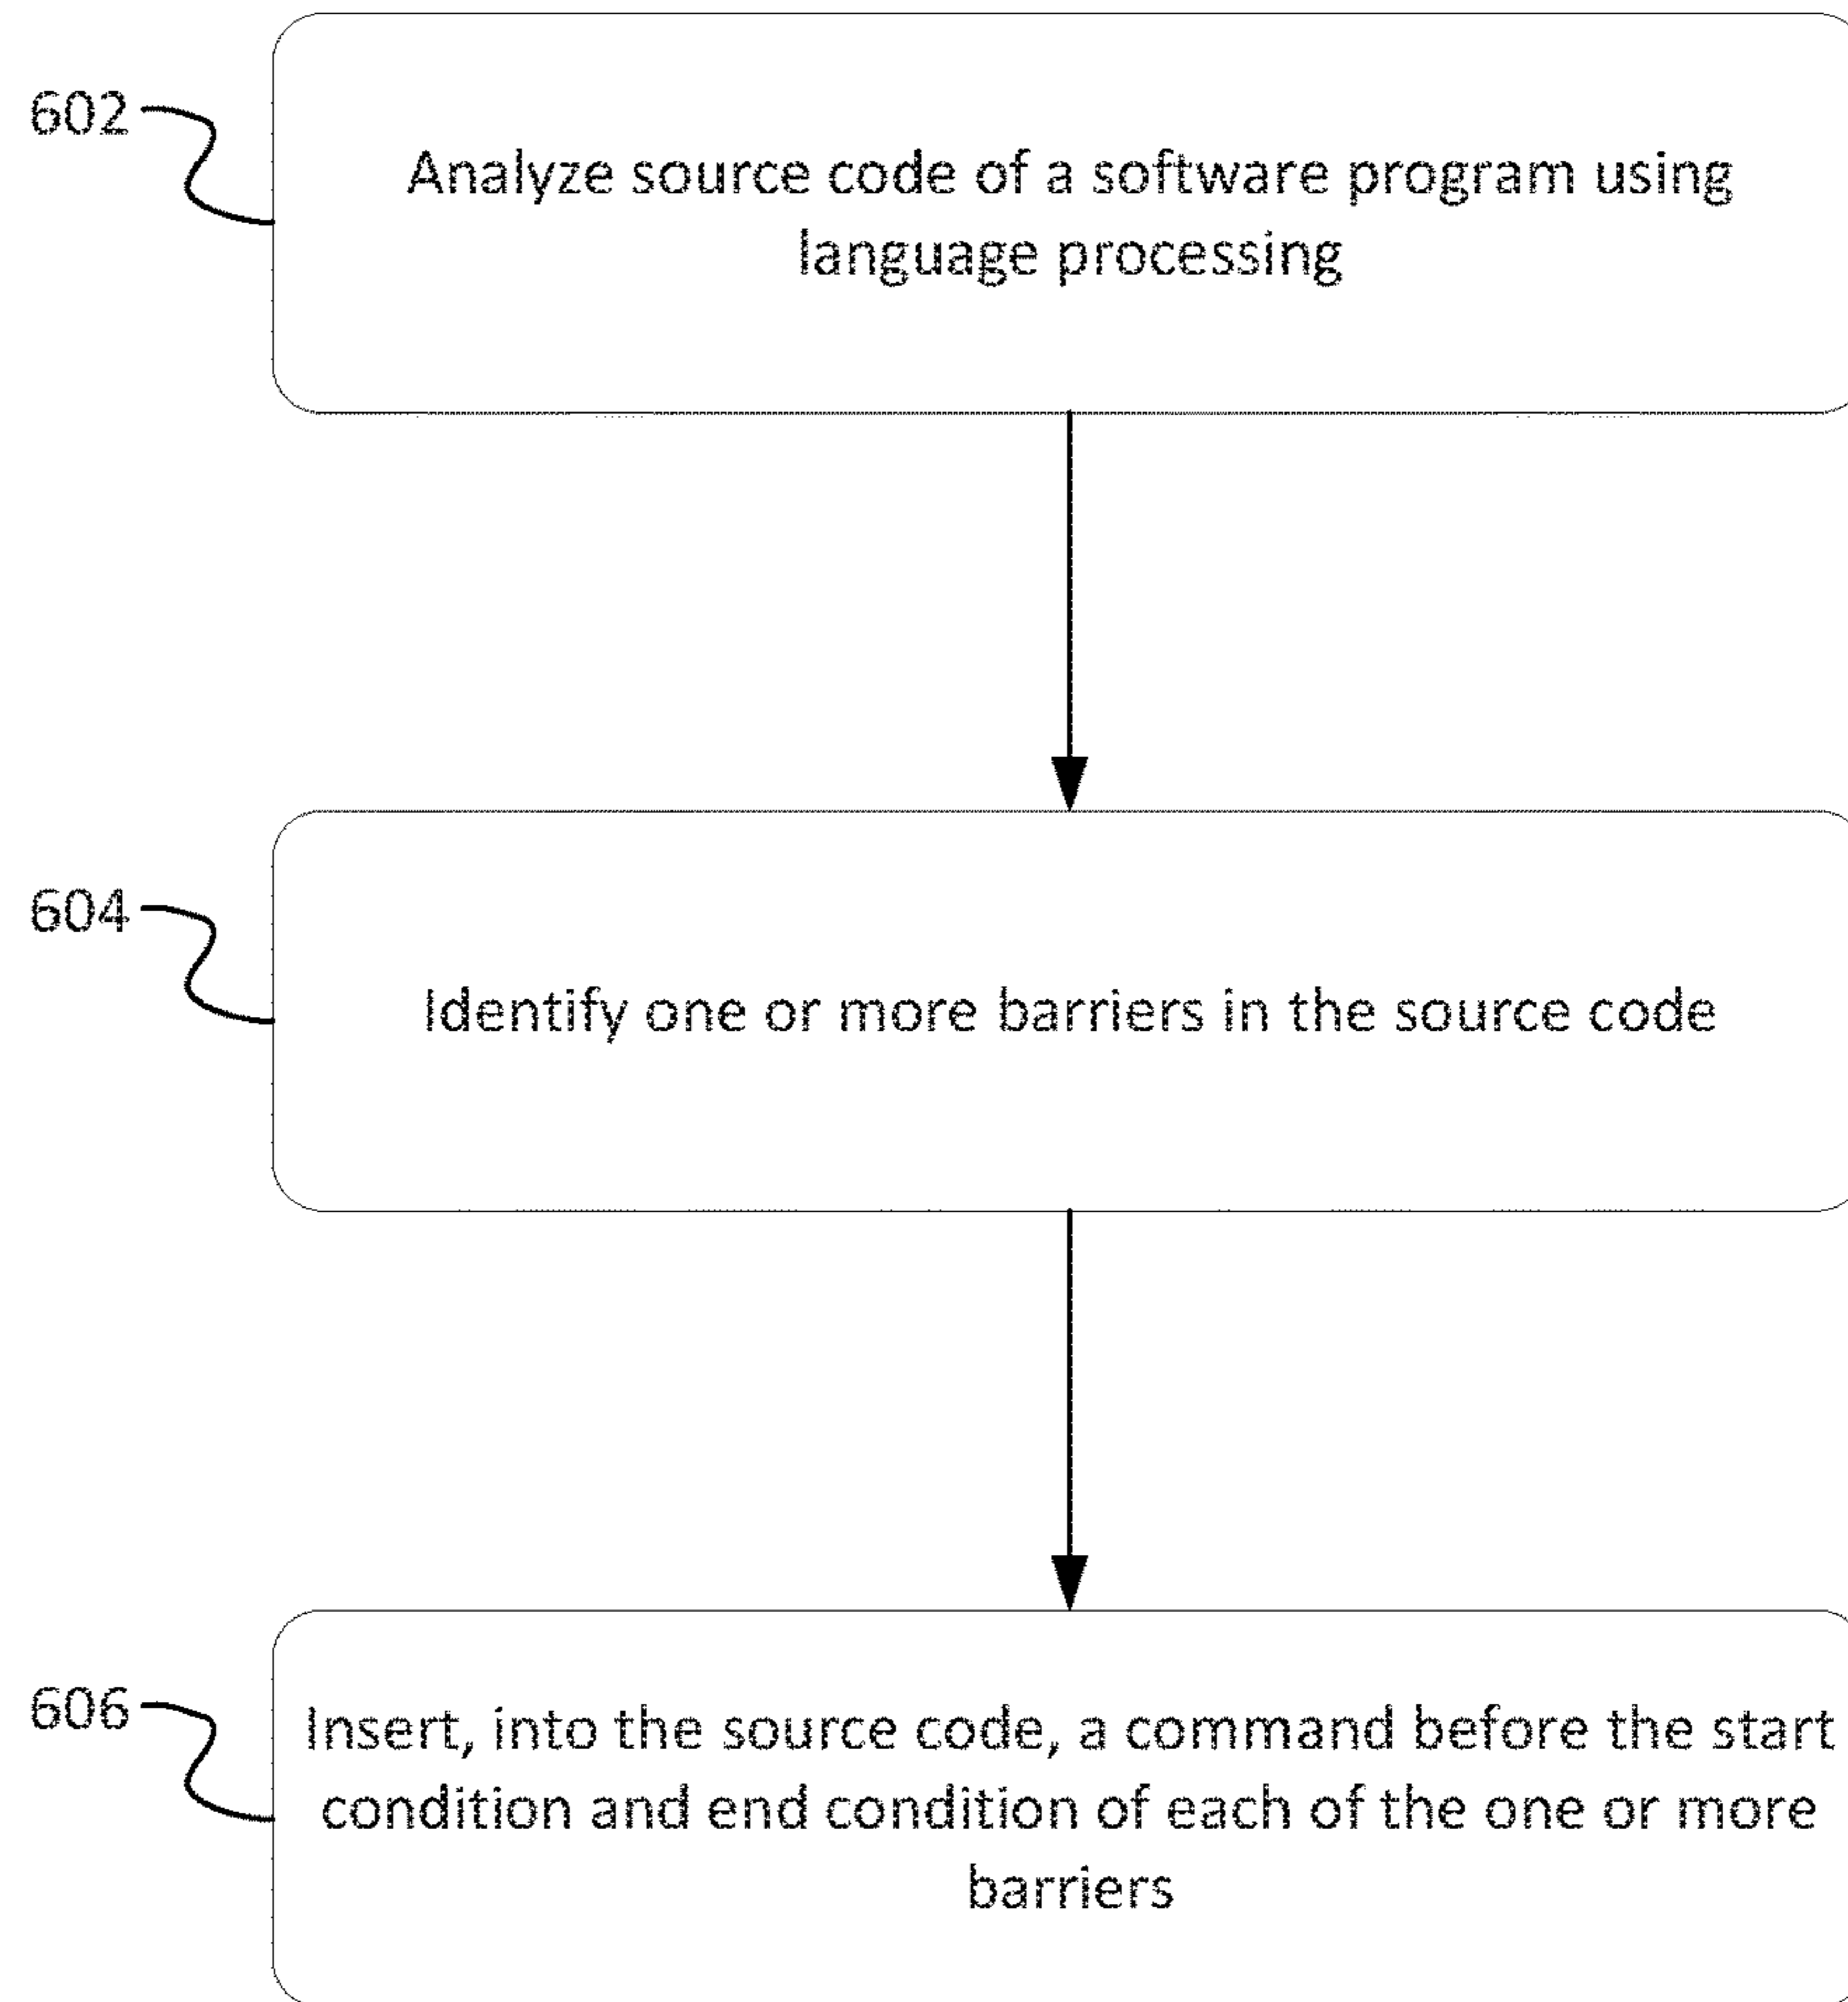 602
Analyze source code of a software program using
language processing
604
Identify one or more barriers in the source code
606
Insert, into the source code, a command before the start
condition and end condition of each of the one or more
barriers